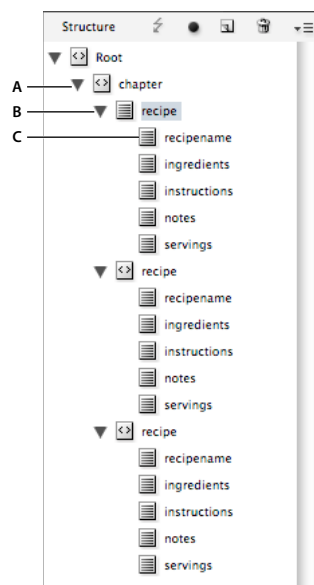 Structure
Root
A chapter
B recipe
C recipename
ingredients
instructions
notes
servings
recipe
recipename
ingredients
instructions
notes
servings
recipe
recipename
ingredients
instructions
notes
servings